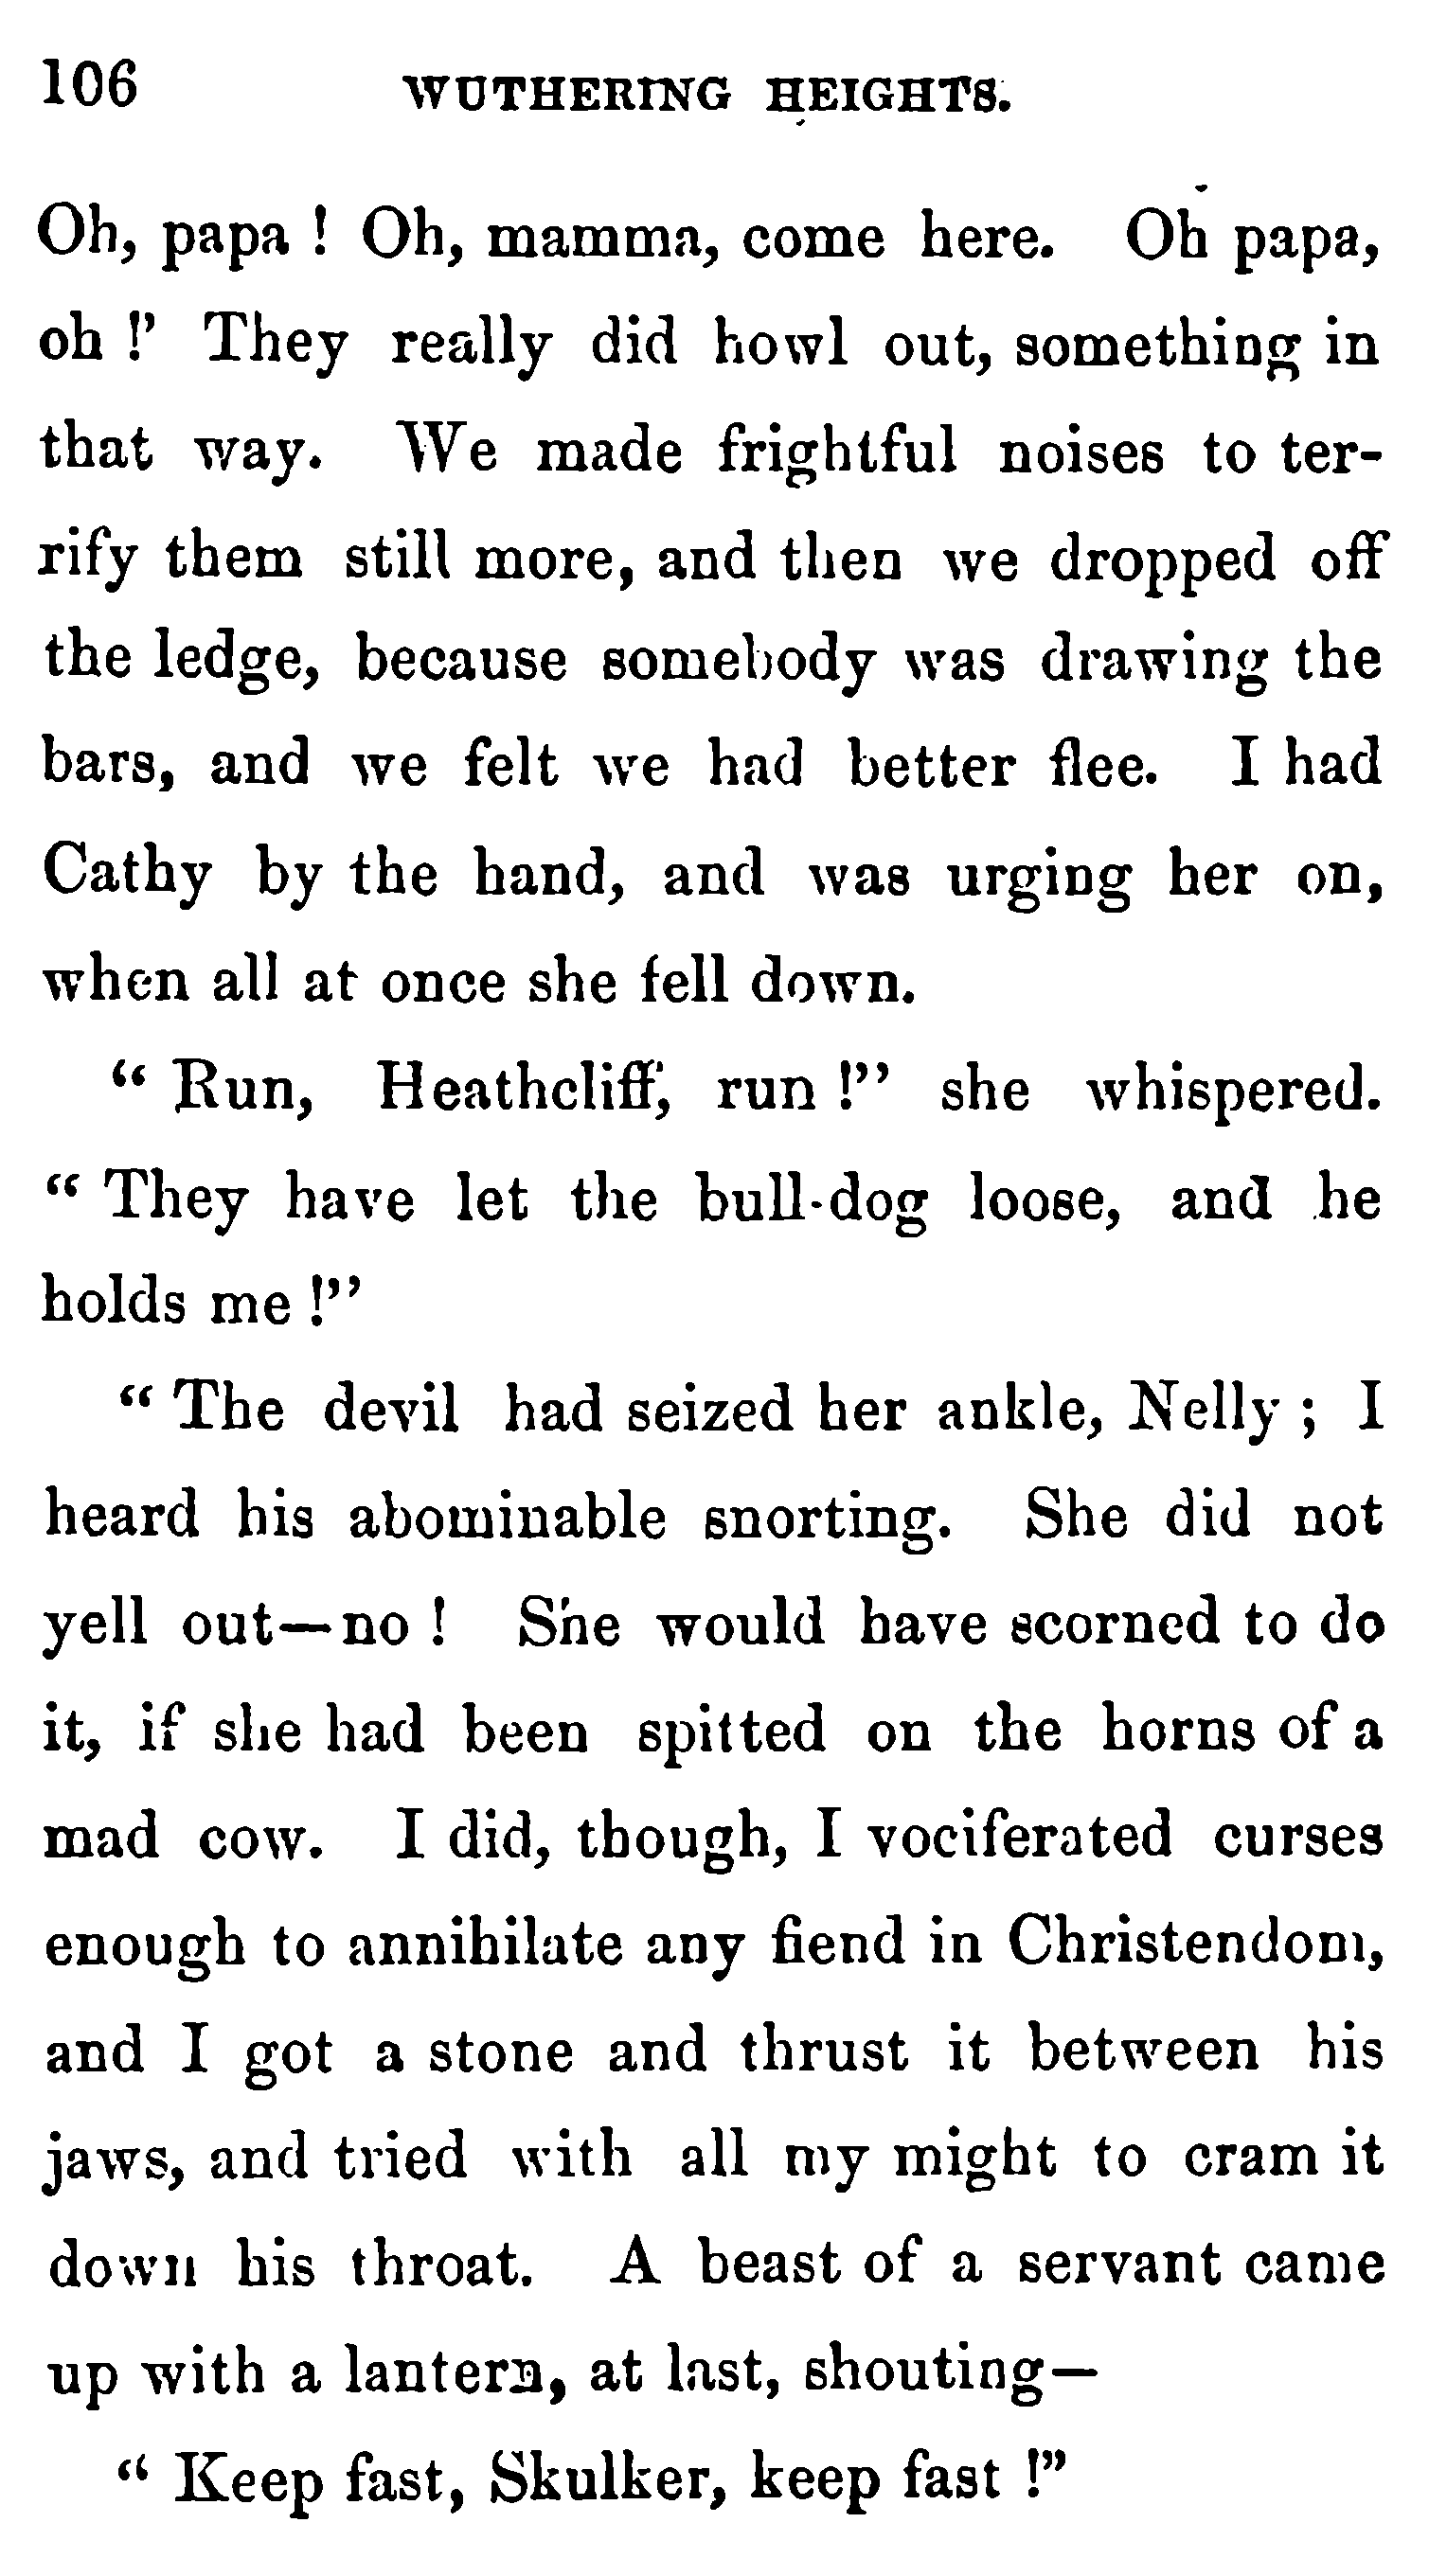 106 WUTHERING HEIGHTS.
Oh, papa ! Oh, mamma, come here. Oh papa,
oh !' They really did howl out, something in
that way. We made frightful noises to ter-
rify them still more, and then we dropped off
the ledge, because somebody was drawing the
bars, and we felt we had better flee. I had
Cathy by the hand, and was urging her on,
when all at once she fell down.
“ Run, Heathcliff, run !” she whispered.
“ They have let the bull-dog loose, and he
holds me !”
“ The devil had seized her ankle, Nelly ; I
heard his abominable snorting. She did not
yell out—no ! She would have scorned to do
it, if she had been spitted on the horns of a
mad cow. I did, though, I vociferated curses
enough to annihilate any fiend in Christendom,
and I got a stone and thrust it between his
jaws, and tried with all my might to cram it
down his throat. A beast of a servant came
up with a lantern, at last, shouting—
“ Keep fast, Skulker, keep fast !”